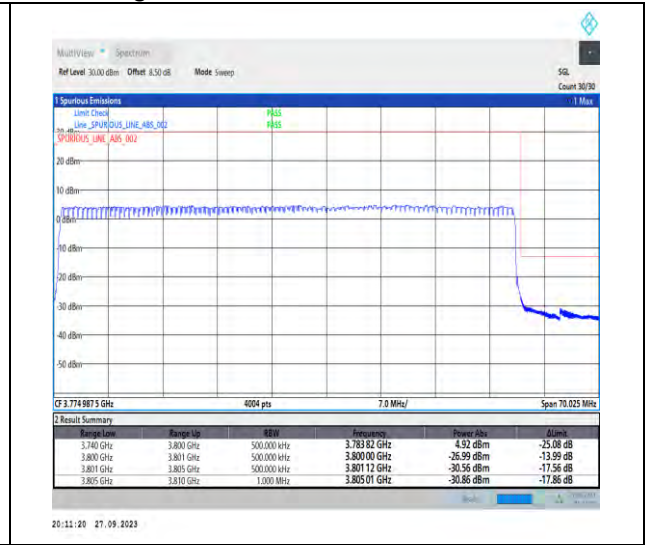 MultiView Spectrum
Ref Level 30.00 dBm Offset 8.50 dB Mode Sweep SGL
Count 30/30
1 Spurious Emissions 1 Max
Limit Check PASS
Line _SPURIOUS_LINE_ABS_002 PASS
_SPURIOUS_LINE_ABS_002
20 dBm
10 dBm
0 dBm
-10 dBm
-20 dBm
-30 dBm
-40 dBm
-50 dBm
CF 3.774 987 5 GHz 4004 pts 7.0 MHz/ Span 70.025 MHz
2 Result Summary
Range Low Range Up RBW Frequency Power Abs ΔLimit
3.740 GHz 3.800 GHz 500.000 kHz 3.783 82 GHz 4.92 dBm -25.08 dB
3.800 GHz 3.801 GHz 500.000 kHz 3.800 00 GHz -26.99 dBm -13.99 dB
3.801 GHz 3.805 GHz 500.000 kHz 3.801 12 GHz -30.56 dBm -17.56 dB
3.805 GHz 3.810 GHz 1.000 MHz 3.805 01 GHz -30.86 dBm -17.86 dB
20:11:20 27.09.2023